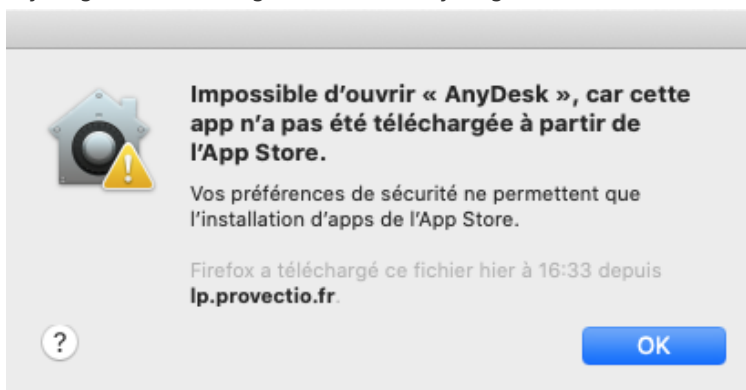 Impossible d'ouvrir « AnyDesk », car cette
app n'a pas été téléchargée à partir de
l'App Store.
Vos préférences de sécurité ne permettent que
l'installation d'apps de l'App Store.
Firefox a téléchargé ce fichier hier à 16:33 depuis
lp.provectio.fr.
?
OK